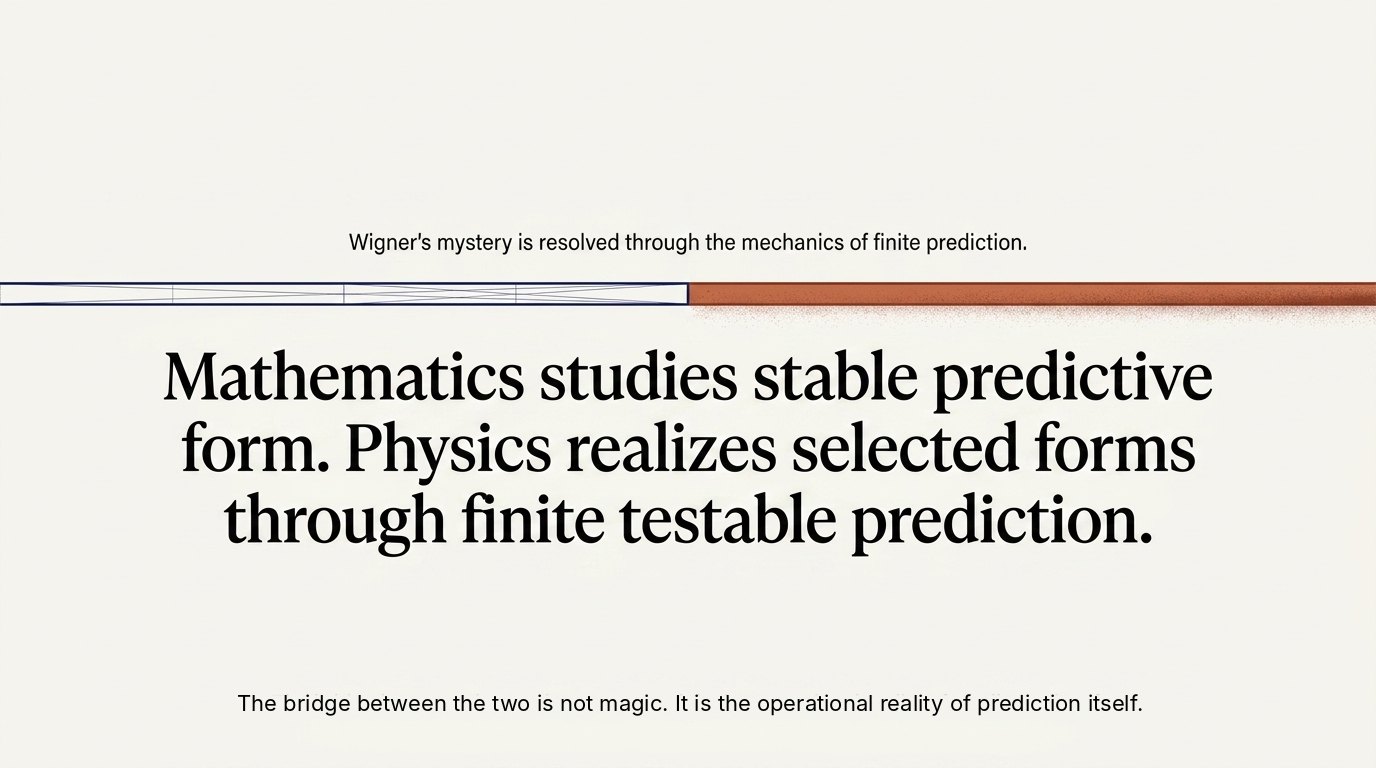 Wigner's mystery is resolved through the mechanics of finite prediction.
Mathematics studies stable predictive
form. Physics realizes selected forms
through finite testable prediction.
The bridge between the two is not magic. It is the operational reality of prediction itself.